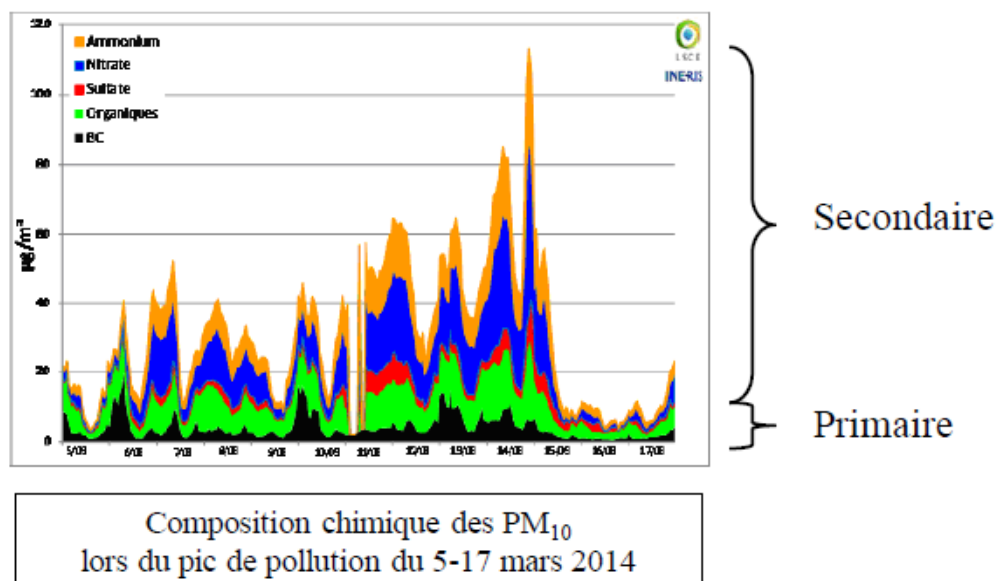 120
Ammonium
Nitrate
Sulfate
Organiques
BC
LSCE
INERIS
100
80
60
40
20
0
µg/m³
5/03 6/03 7/03 8/03 9/03 10/03 11/03 12/03 13/03 14/03 15/03 16/03 17/03
Secondaire
Primaire
Composition chimique des PM₁₀
lors du pic de pollution du 5-17 mars 2014